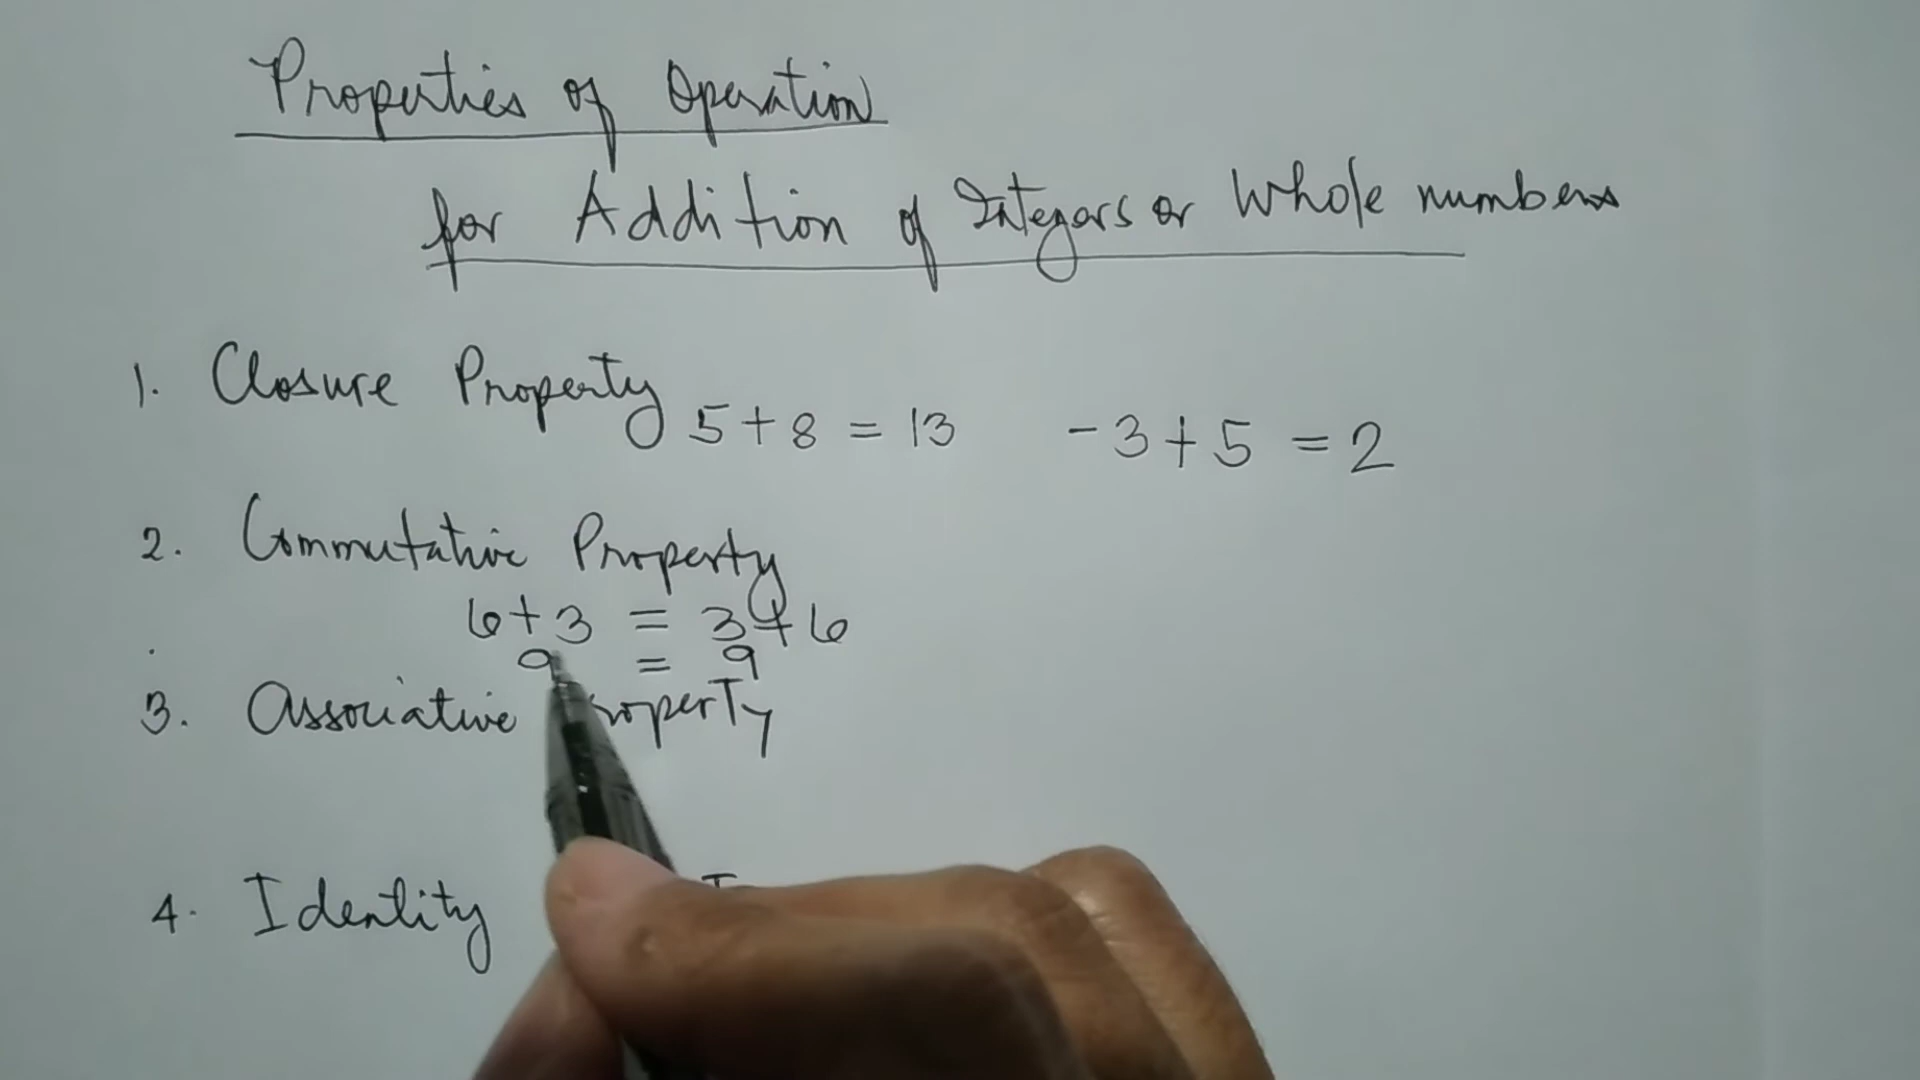 Properties of Operation
for Addition of Integers or Whole numbers
1. Closure Property 5+8 = 13 -3+5 = 2
2. Commutative Property
6+3 = 3+6
9 = 9
3. Associative Property
4. Identity